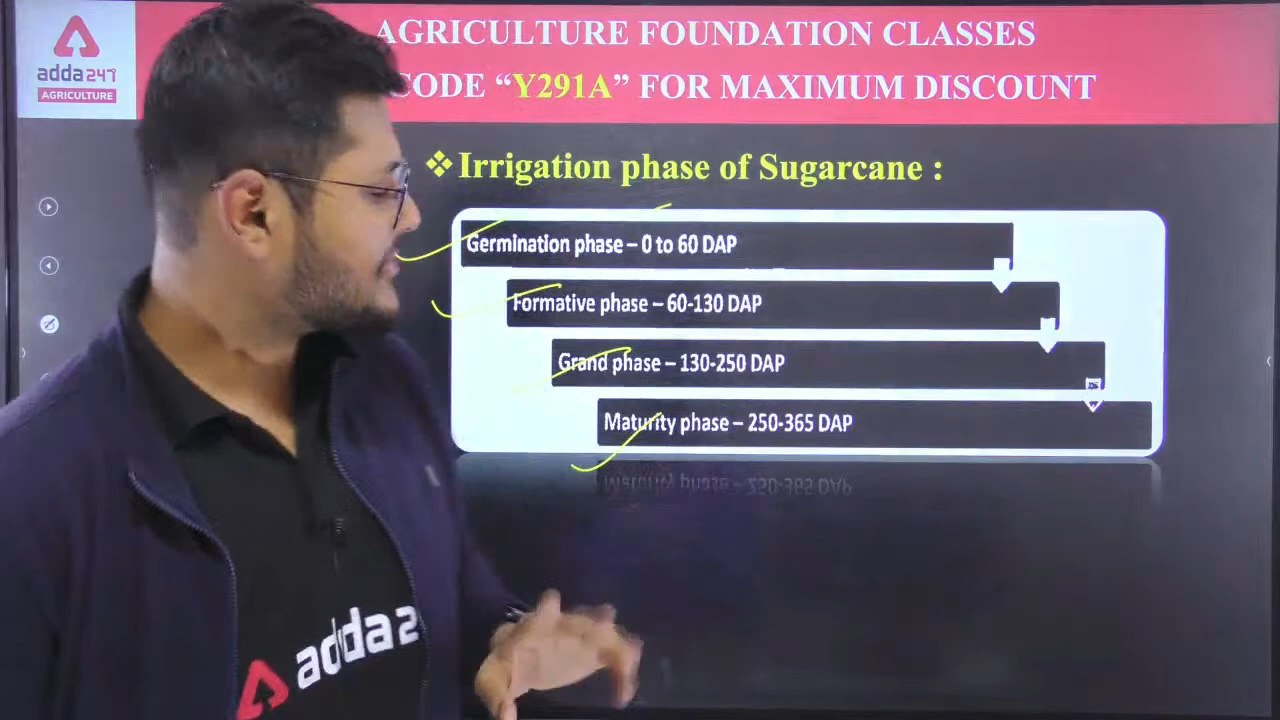 AGRICULTURE FOUNDATION CLASSES
CODE “Y291A” FOR MAXIMUM DISCOUNT
adda247
AGRICULTURE
❖Irrigation phase of Sugarcane :
Germination phase – 0 to 60 DAP
Formative phase – 60-130 DAP
Grand phase – 130-250 DAP
Maturity phase – 250-365 DAP
adda2